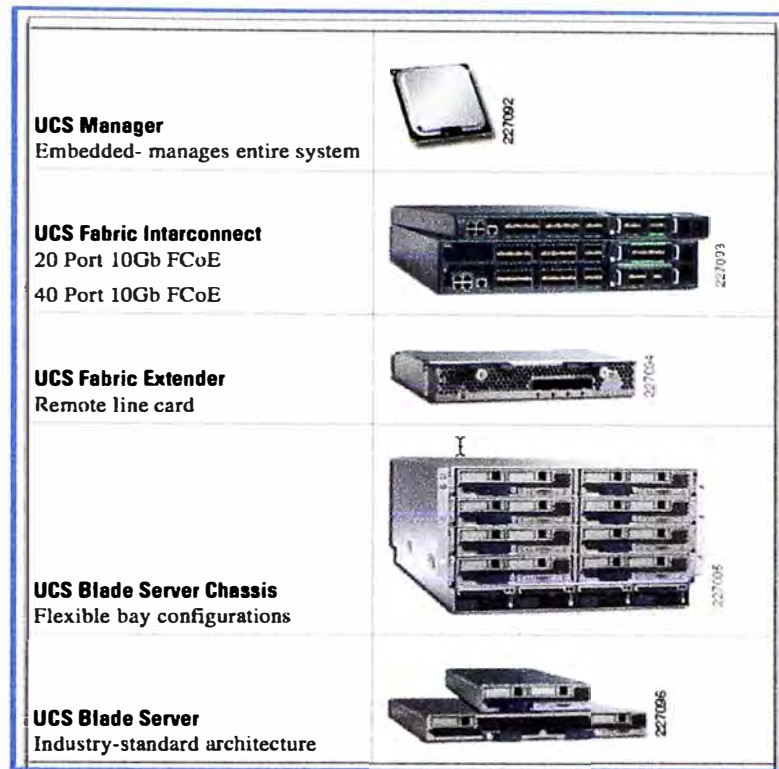 UCS Manager
Embedded- manages entire system
227092
UCS Fabric Intarconnect
20 Port 10Gb FCoE
40 Port 10Gb FCoE
227093
UCS Fabric Extender
Remote line card
227094
UCS Blade Server Chassis
Flexible bay configurations
227095
UCS Blade Server
Industry-standard architecture
227096